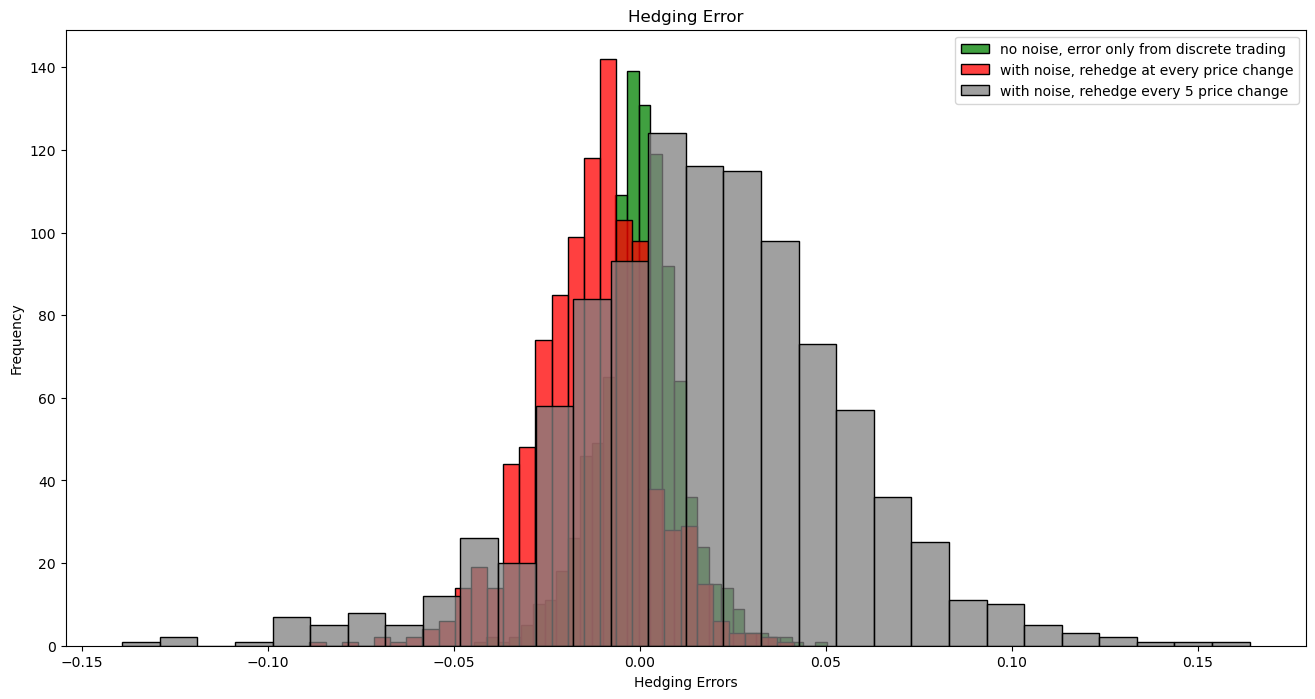 Hedging Error
no noise, error only from discrete trading
with noise, rehedge at every price change
with noise, rehedge every 5 price change
Frequency
140
120
100
80
60
40
20
0
−0.15 −0.10 −0.05 0.00 0.05 0.10 0.15
Hedging Errors